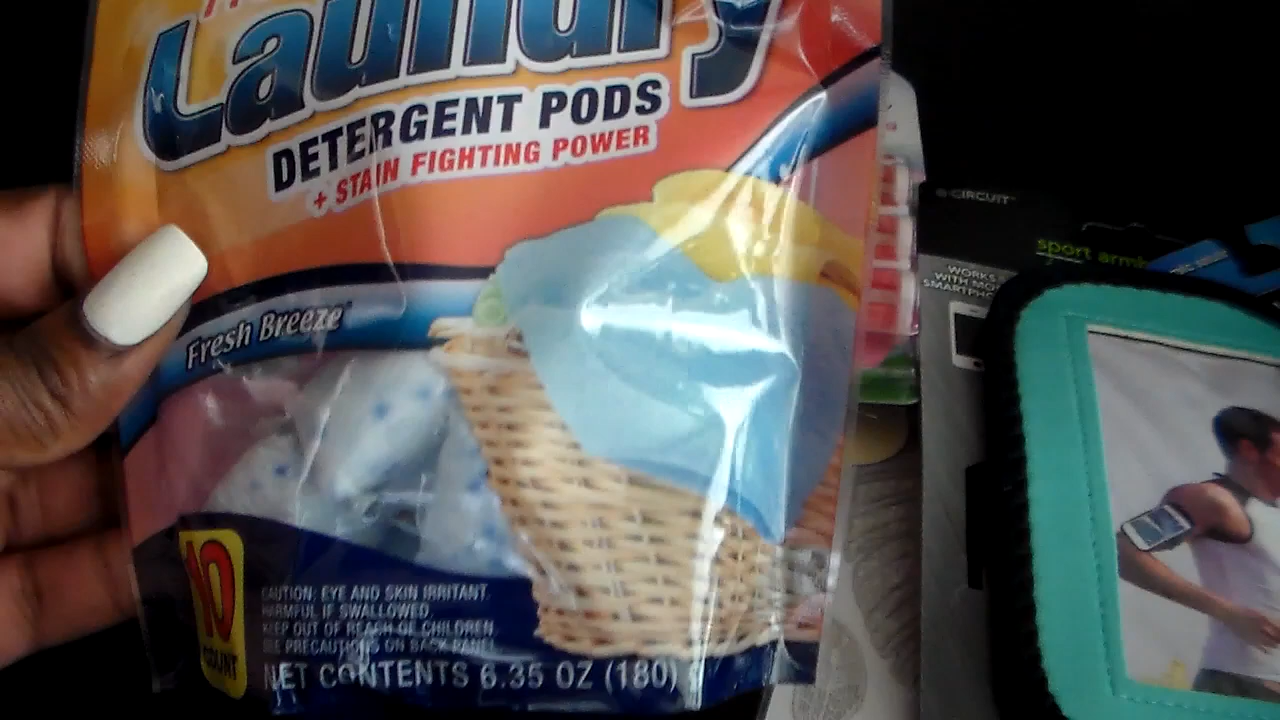 Laundry
DETERGENT PODS
+ STAIN FIGHTING POWER
Fresh Breeze
10
COUNT
CAUTION: EYE AND SKIN IRRITANT.
HARMFUL IF SWALLOWED.
KEEP OUT OF REACH OF CHILDREN.
SEE PRECAUTIONS ON BACK PANEL.
NET CONTENTS 6.35 OZ (180)
CIRCUIT
sport armb
WORKS
WITH MOS
SMARTPHO